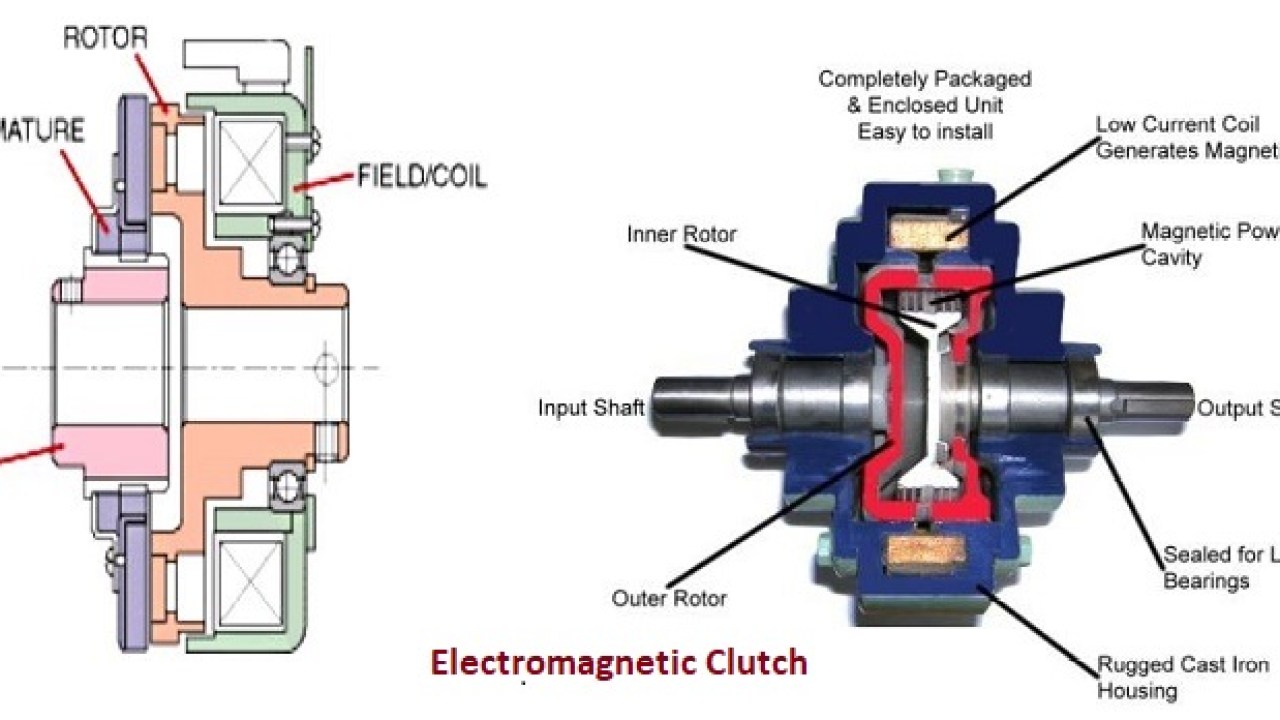 ROTOR
MATURE
FIELD/COIL
Completely Packaged
& Enclosed Unit
Easy to install
Low Current Coil
Generates Magnet
Inner Rotor
Magnetic Pow
Cavity
Input Shaft
Output S
Outer Rotor
Sealed for L
Bearings
Rugged Cast Iron
Housing
Electromagnetic Clutch